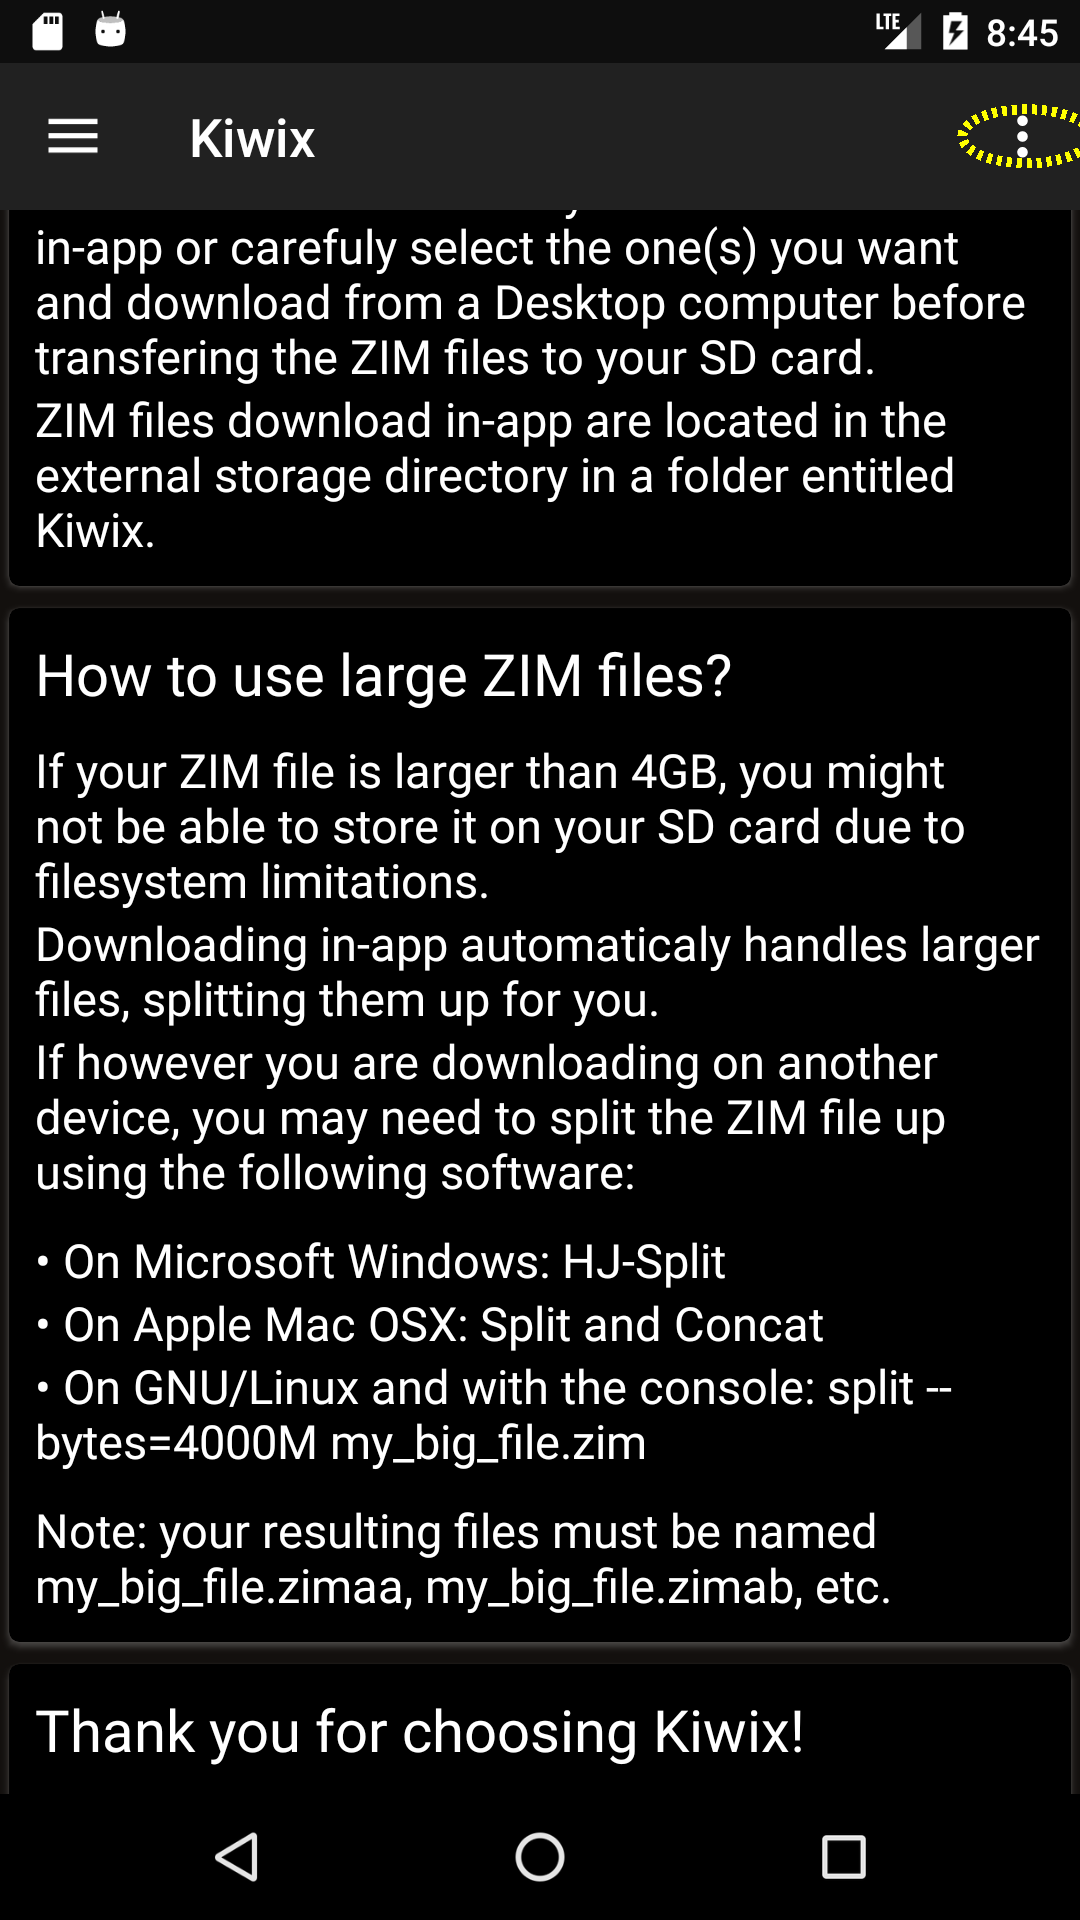 LTE 8:45
Kiwix
in-app or carefuly select the one(s) you want
and download from a Desktop computer before
transfering the ZIM files to your SD card.
ZIM files download in-app are located in the
external storage directory in a folder entitled
Kiwix.
How to use large ZIM files?
If your ZIM file is larger than 4GB, you might
not be able to store it on your SD card due to
filesystem limitations.
Downloading in-app automaticaly handles larger
files, splitting them up for you.
If however you are downloading on another
device, you may need to split the ZIM file up
using the following software:
• On Microsoft Windows: HJ-Split
• On Apple Mac OSX: Split and Concat
• On GNU/Linux and with the console: split --
bytes=4000M my_big_file.zim
Note: your resulting files must be named
my_big_file.zimaa, my_big_file.zimab, etc.
Thank you for choosing Kiwix!